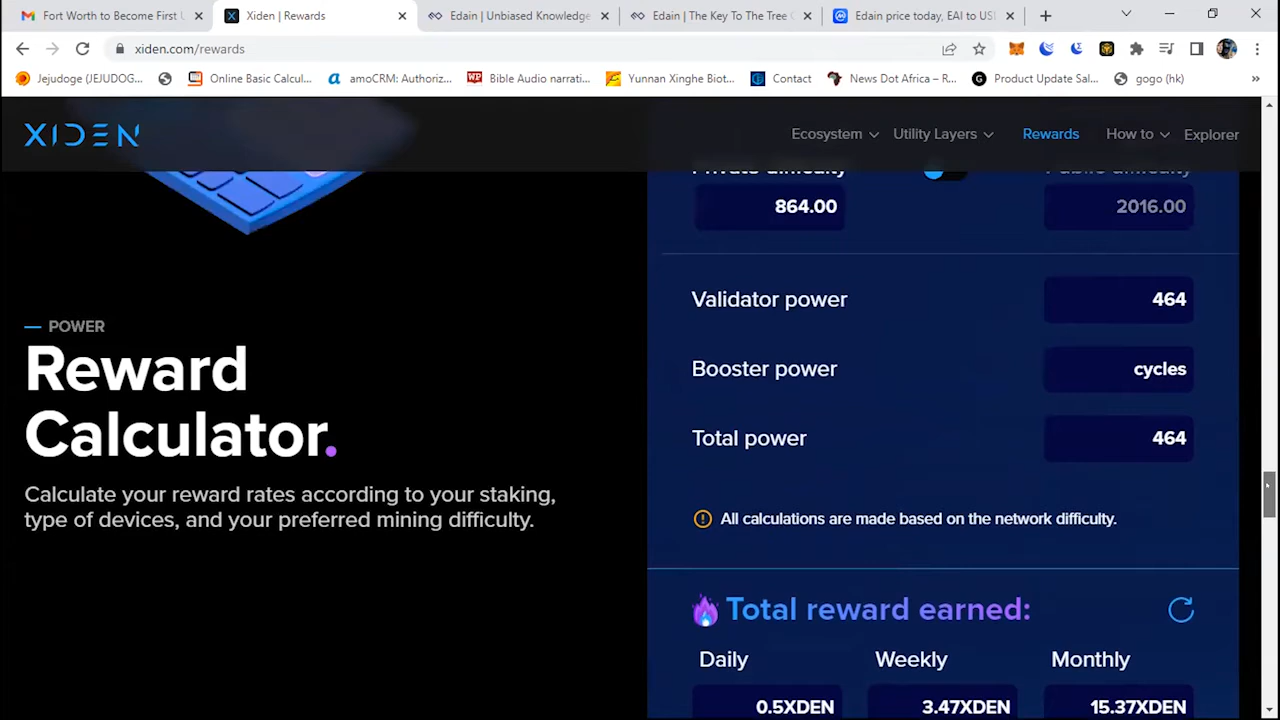 Fort Worth to Become First U
Xiden | Rewards
Edain | Unbiased Knowledge
Edain | The Key To The Tree O
Edain price today, EAI to USD
xiden.com/rewards
Jejudoge (JEJUDOG...
Online Basic Calcul...
amoCRM: Authoriz...
Bible Audio narrati...
Yunnan Xinghe Biot...
Contact
News Dot Africa – R...
Product Update Sal...
gogo (hk)
XIDEN
Ecosystem
Utility Layers
Rewards
How to
Explorer
Private difficulty
Public difficulty
864.00
2016.00
Validator power
464
Booster power
cycles
Total power
464
POWER
Reward
Calculator.
Calculate your reward rates according to your staking,
type of devices, and your preferred mining difficulty.
All calculations are made based on the network difficulty.
Total reward earned:
Daily
Weekly
Monthly
0.5XDEN
3.47XDEN
15.37XDEN